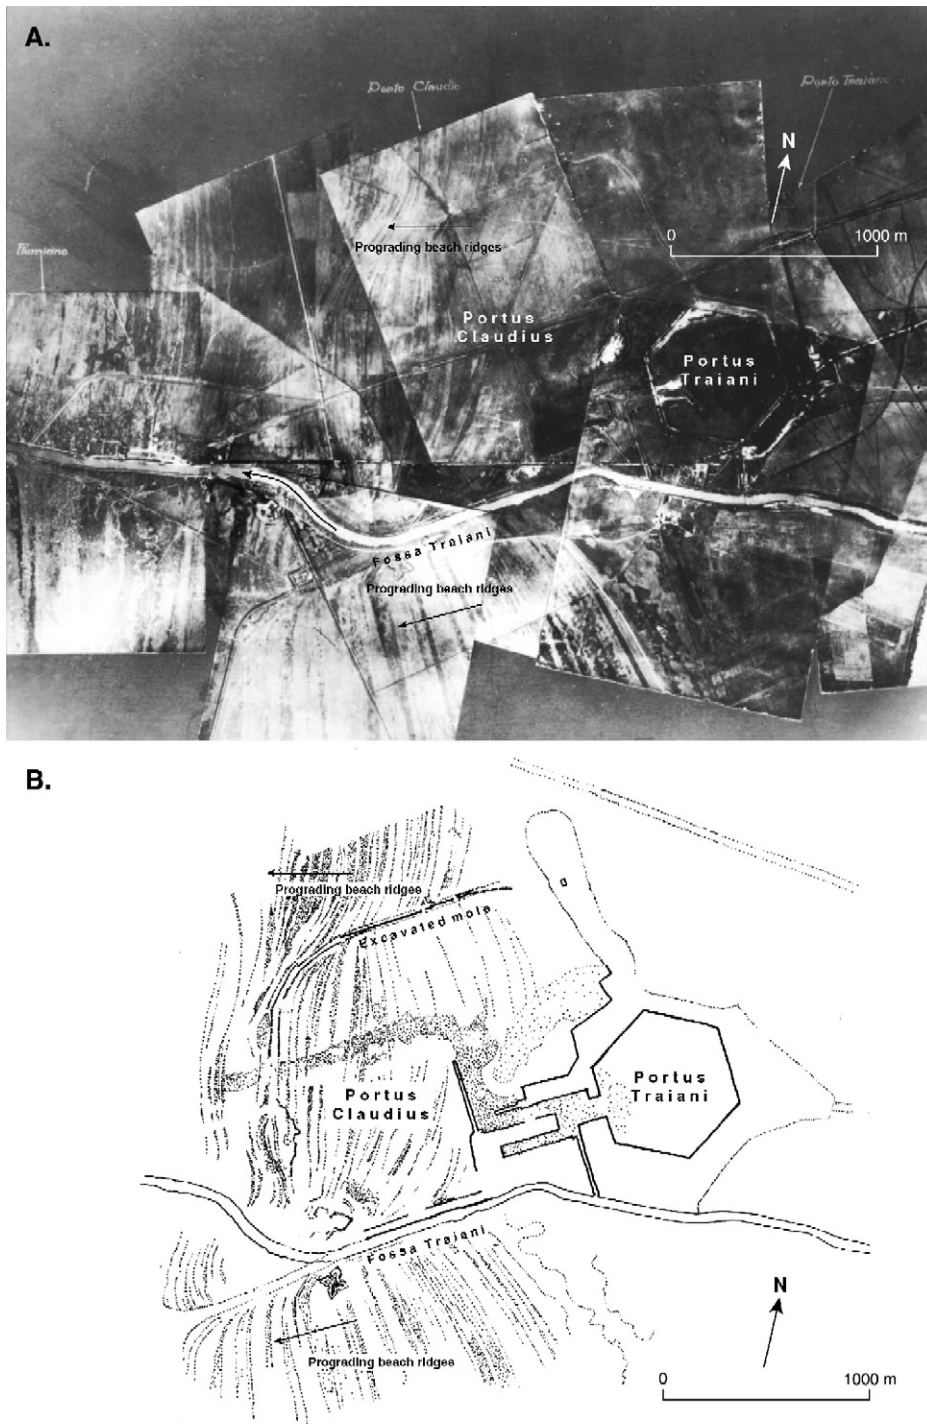 A.
Porto Claudio
Porto Traiano
N
0 1000 m
Fiumicino
Prograding beach ridges
Portus
Claudius
Portus
Traiani
Fossa Traiani
Prograding beach ridges
B.
Prograding beach ridges
Excavated mole
Portus
Claudius
Portus
Traiani
Fossa Traiani
Prograding beach ridges
N
0 1000 m